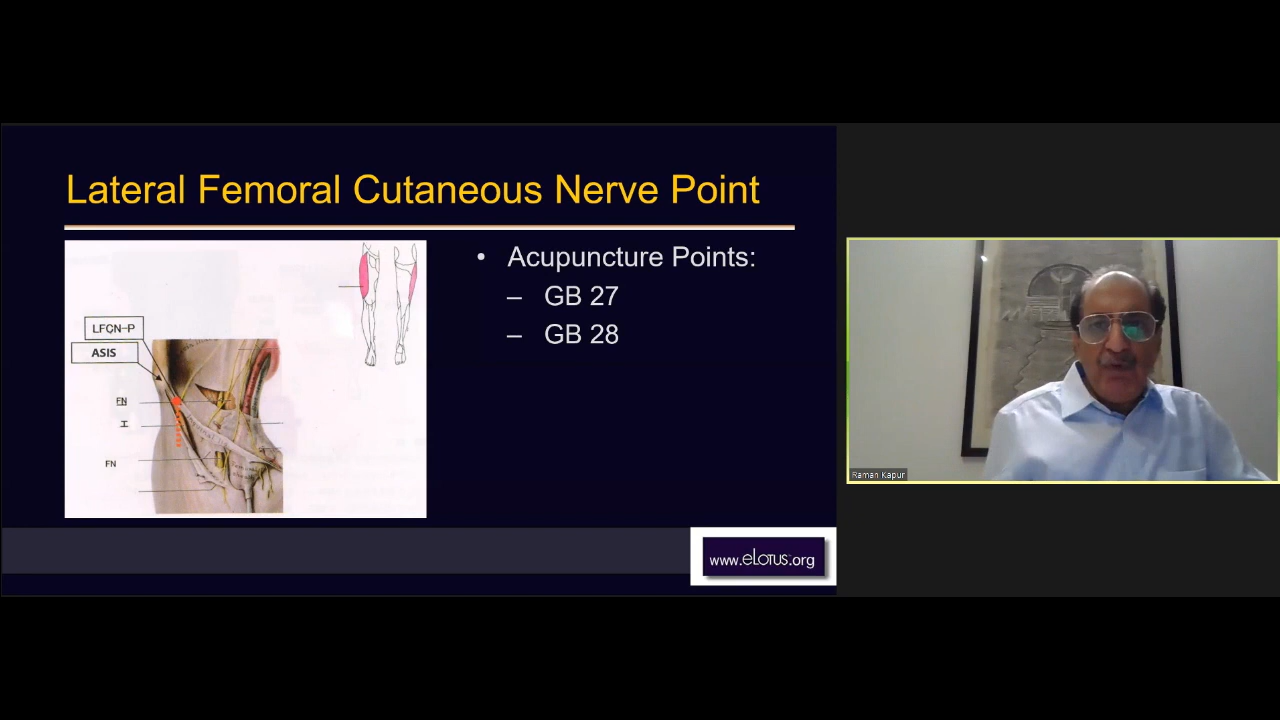 Lateral Femoral Cutaneous Nerve Point
LFCN-P
ASIS
FN
I
FN
• Acupuncture Points:
– GB 27
– GB 28
www.eLOTUS.org
Raman Kapur